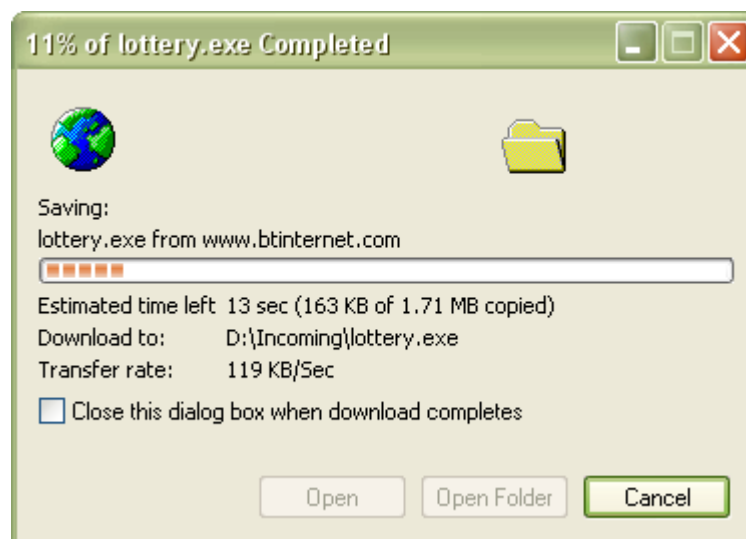 11% of lottery.exe Completed
Saving:
lottery.exe from www.btinternet.com
Estimated time left 13 sec (163 KB of 1.71 MB copied)
Download to: D:\Incoming\lottery.exe
Transfer rate: 119 KB/Sec
Close this dialog box when download completes
Open Open Folder Cancel